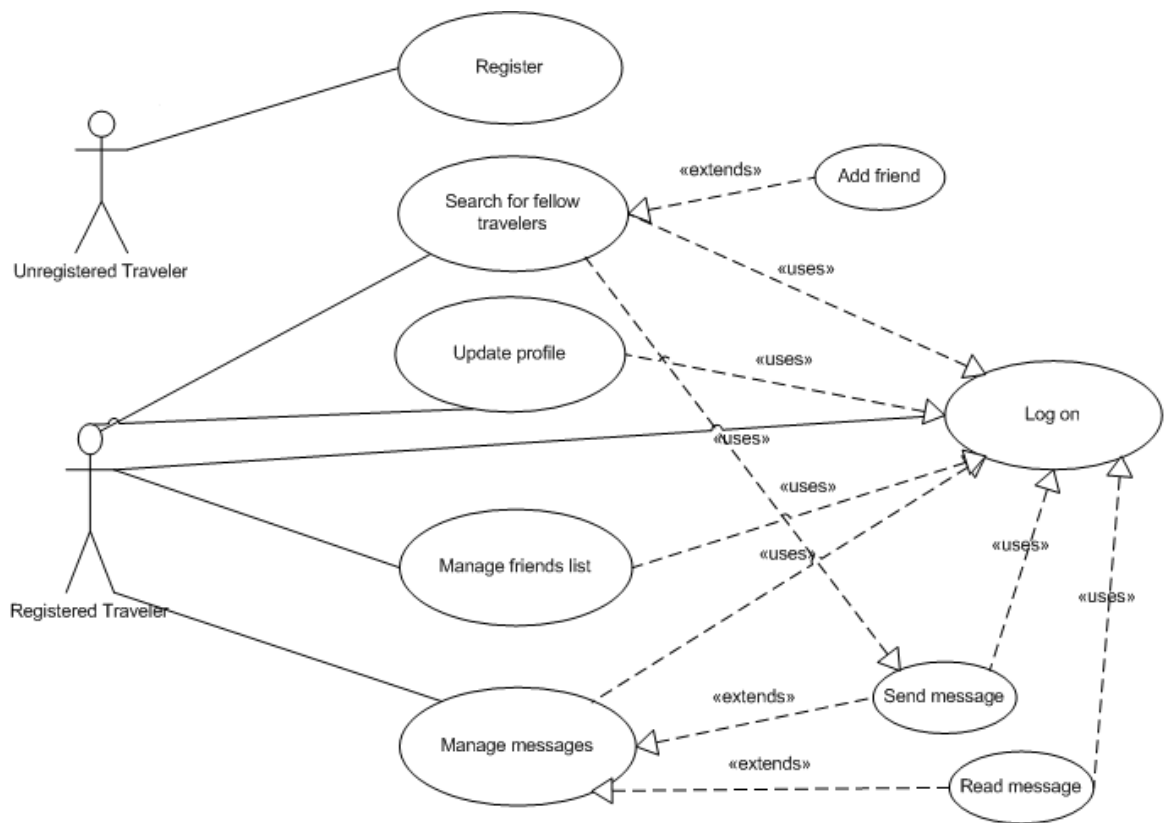 Register
«extends»
Add friend
Search for fellow
travelers
Unregistered Traveler
«uses»
Update profile
«uses»
Log on
«uses»
«uses»
Manage friends list
«uses»
«uses»
«uses»
Registered Traveler
«extends»
Send message
Manage messages
«extends»
Read message